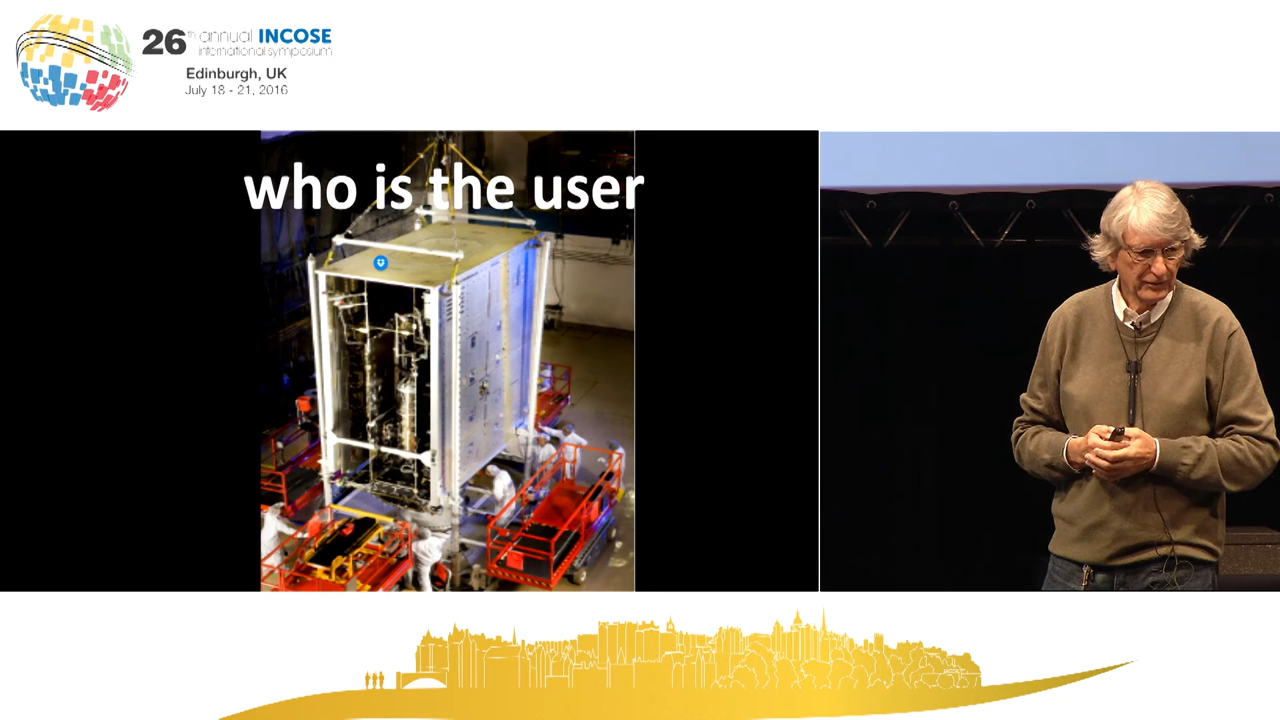 26th annual INCOSE
international symposium
Edinburgh, UK
July 18 - 21, 2016
who is the user